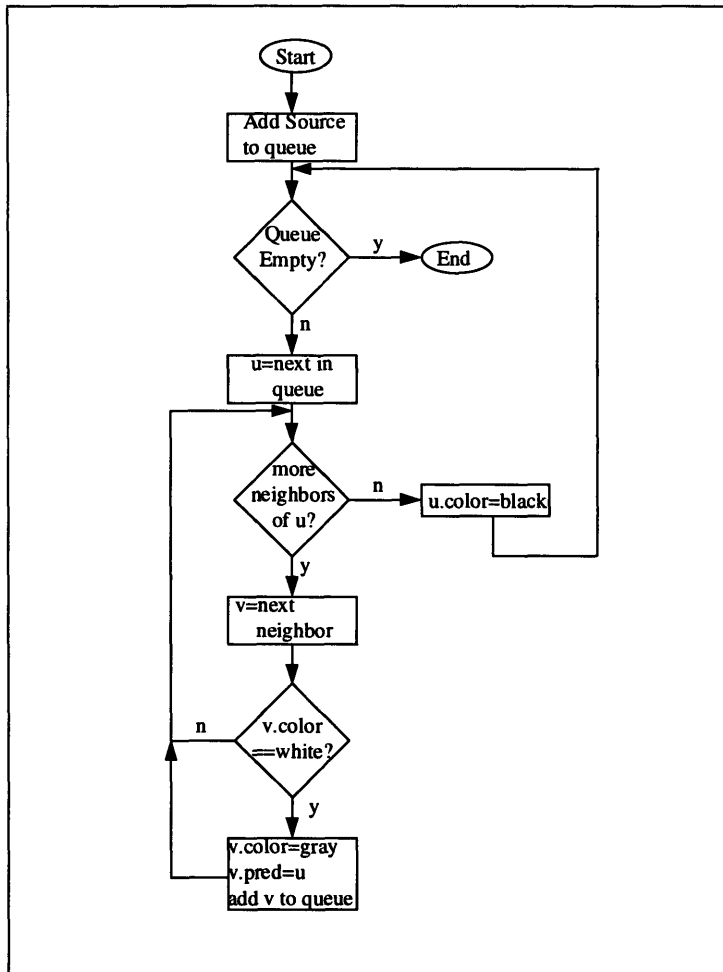 Start
Add Source
to queue
Queue
Empty?
y
End
n
u=next in
queue
more
neighbors
of u?
n
u.color=black
y
v=next
neighbor
v.color
==white?
n
y
v.color=gray
v.pred=u
add v to queue